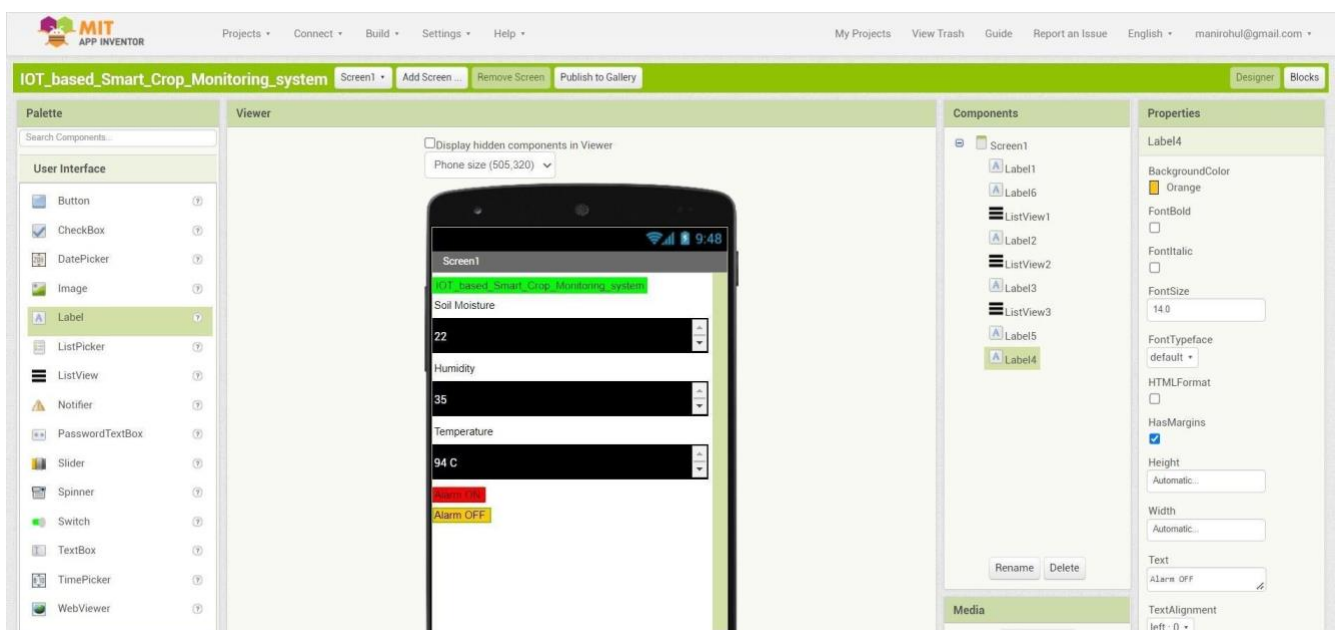 MIT
APP INVENTOR
Projects Connect Build Settings Help My Projects View Trash Guide Report an Issue English manirohul@gmail.com
IOT_based_Smart_Crop_Monitoring_system Screen1 Add Screen ... Remove Screen Publish to Gallery Designer Blocks
Palette
Search Components...
User Interface
Button
CheckBox
DatePicker
Image
Label
ListPicker
ListView
Notifier
PasswordTextBox
Slider
Spinner
Switch
TextBox
TimePicker
WebViewer
Viewer
Display hidden components in Viewer
Phone size (505,320)
9:48
Screen1
IOT_based_Smart_Crop_Monitoring_system
Soil Moisture
22
Humidity
35
Temperature
94 C
Alarm ON
Alarm OFF
Components
Screen1
Label1
Label6
ListView1
Label2
ListView2
Label3
ListView3
Label5
Label4
Rename Delete
Media
Properties
Label4
BackgroundColor
Orange
FontBold
FontItalic
FontSize
14.0
FontTypeface
default
HTMLFormat
HasMargins
Height
Automatic...
Width
Automatic...
Text
Alarm OFF
TextAlignment
left : 0